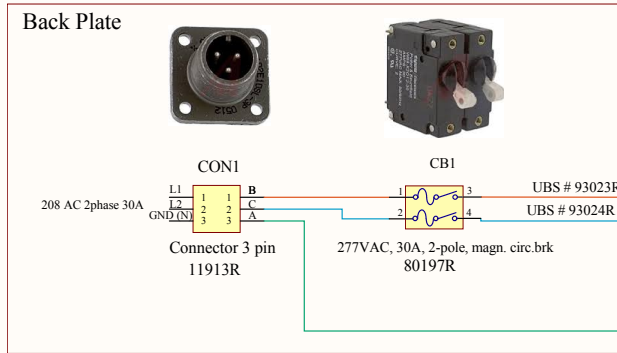 Back Plate
CON1
CB1
208 AC 2phase 30A
L1
L2
GND (N)
1 1
2 2
3 3
B
C
A
1 3
2 4
UBS # 93023R
UBS # 93024R
Connector 3 pin
11913R
277VAC, 30A, 2-pole, magn. circ.brk
80197R